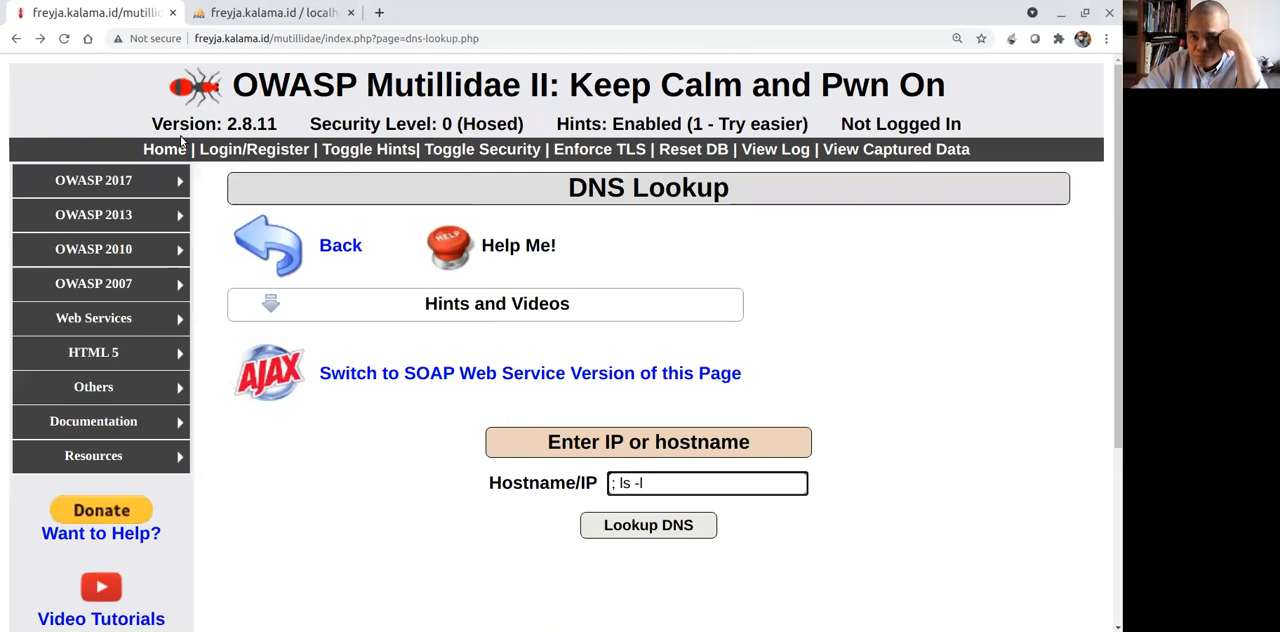 freyja.kalama.id/mutillid
freyja.kalama.id / localh
Not secure
freyja.kalama.id/mutillidae/index.php?page=dns-lookup.php
OWASP Mutillidae II: Keep Calm and Pwn On
Version: 2.8.11 Security Level: 0 (Hosed) Hints: Enabled (1 - Try easier) Not Logged In
Home | Login/Register | Toggle Hints| Toggle Security | Enforce TLS | Reset DB | View Log | View Captured Data
OWASP 2017
OWASP 2013
OWASP 2010
OWASP 2007
Web Services
HTML 5
Others
Documentation
Resources
Donate
Want to Help?
Video Tutorials
DNS Lookup
Back
HELP
Help Me!
Hints and Videos
AJAX
Switch to SOAP Web Service Version of this Page
Enter IP or hostname
Hostname/IP ; ls -l
Lookup DNS